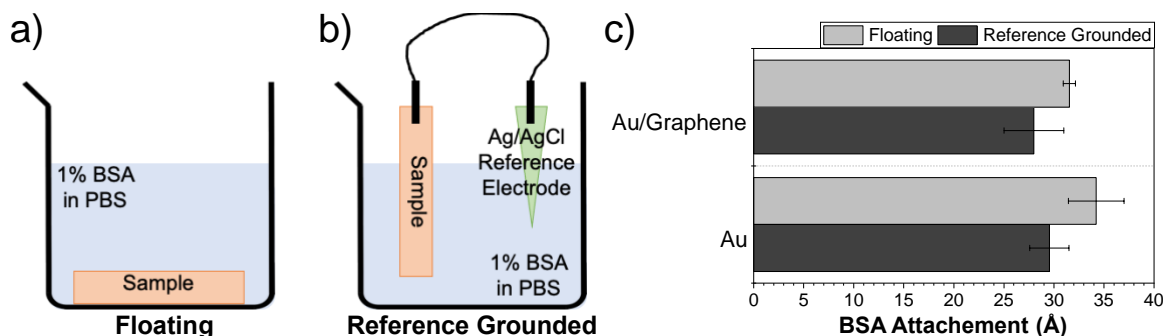 a)
1% BSA
in PBS
Sample
Floating
b)
Sample
Ag/AgCl
Reference
Electrode
1% BSA
in PBS
Reference Grounded
c)
Floating
Reference Grounded
Au/Graphene
Au
0 5 10 15 20 25 30 35 40
BSA Attachement (Å)